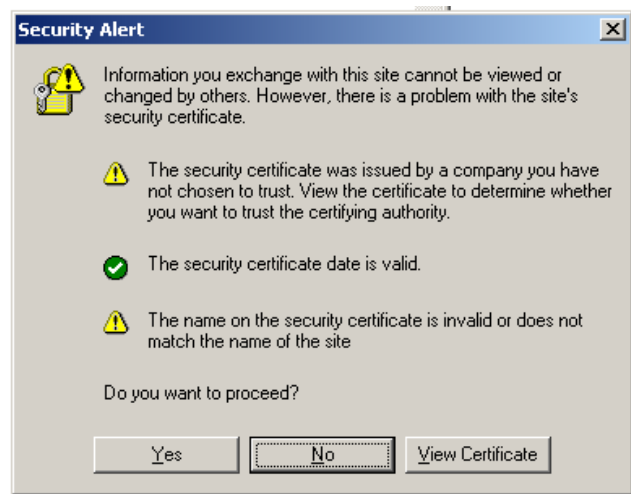 Security Alert
Information you exchange with this site cannot be viewed or
changed by others. However, there is a problem with the site's
security certificate.
The security certificate was issued by a company you have
not chosen to trust. View the certificate to determine whether
you want to trust the certifying authority.
The security certificate date is valid.
The name on the security certificate is invalid or does not
match the name of the site
Do you want to proceed?
Yes
No
View Certificate